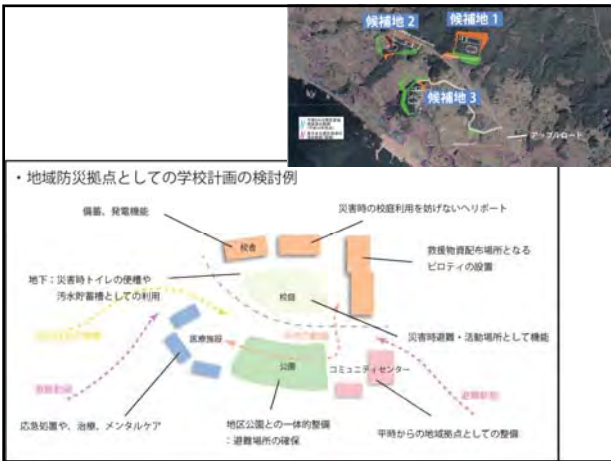 候補地 2
候補地 1
候補地 3
アップルロード
・地域防災拠点としての学校計画の検討例
備蓄、発電機能
災害時の校庭利用を妨げないヘリポート
校舎
救援物資配布場所となる
ピロティの設置
地下：災害時トイレの便槽や
汚水貯蓄槽としての利用
校庭
災害時避難・活動場所として機能
医療施設
公園
コミュニティセンター
避難動線
応急処置や、治療、メンタルケア
地区公園との一体的整備
：避難場所の確保
平時からの地域拠点としての整備